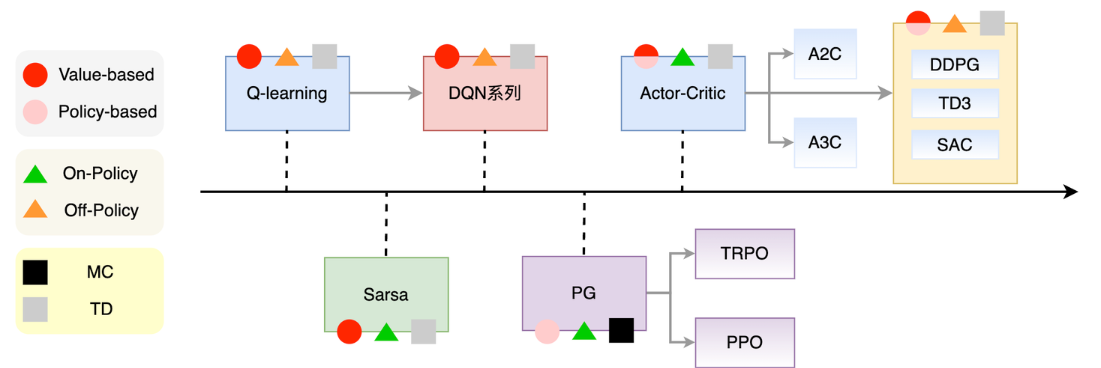 Value-based
Policy-based
On-Policy
Off-Policy
MC
TD
Q-learning
DQN系列
Actor-Critic
A2C
A3C
DDPG
TD3
SAC
Sarsa
PG
TRPO
PPO